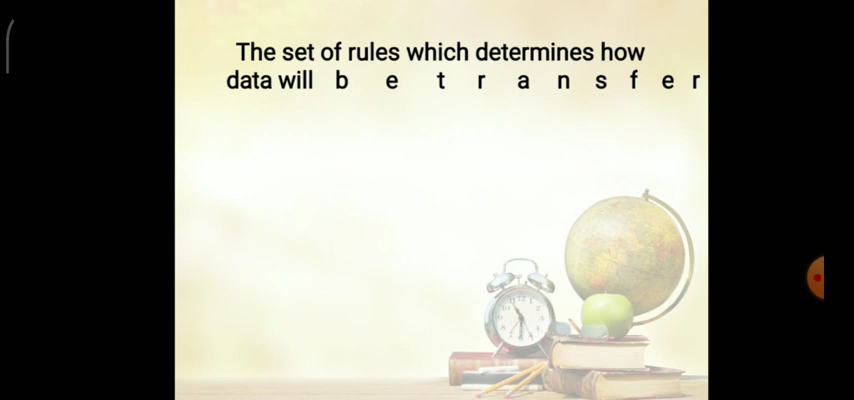 The set of rules which determines how
data will b e t r a n s f e r